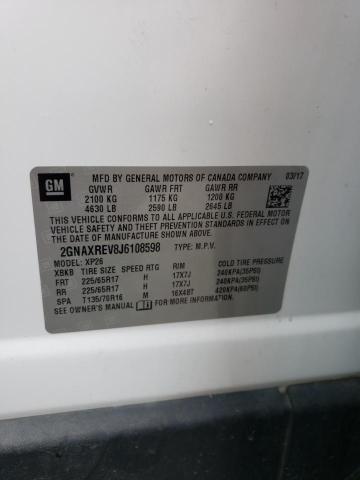 GM
MFD BY GENERAL MOTORS OF CANADA COMPANY 03/17
GVWR GAWR FRT GAWR RR
2100 KG 1175 KG 1200 KG
4630 LB 2590 LB 2645 LB
THIS VEHICLE CONFORMS TO ALL APPLICABLE U.S. FEDERAL MOTOR
VEHICLE SAFETY, BUMPER, AND THEFT PREVENTION STANDARDS IN
EFFECT ON THE DATE OF MANUFACTURE SHOWN ABOVE.
2GNAXREV8J6108598 TYPE: M.P.V.
MODEL: XP26
XBKB TIRE SIZE SPEED RTG RIM COLD TIRE PRESSURE
FRT 225/65R17 H 17X7J 240KPA(35PSI)
RR 225/65R17 H 17X7J 240KPA(35PSI)
SPA T135/70R16 M 16X4BT 420KPA(60PSI)
SEE OWNER'S MANUAL FOR ADDITIONAL INFORMATION.